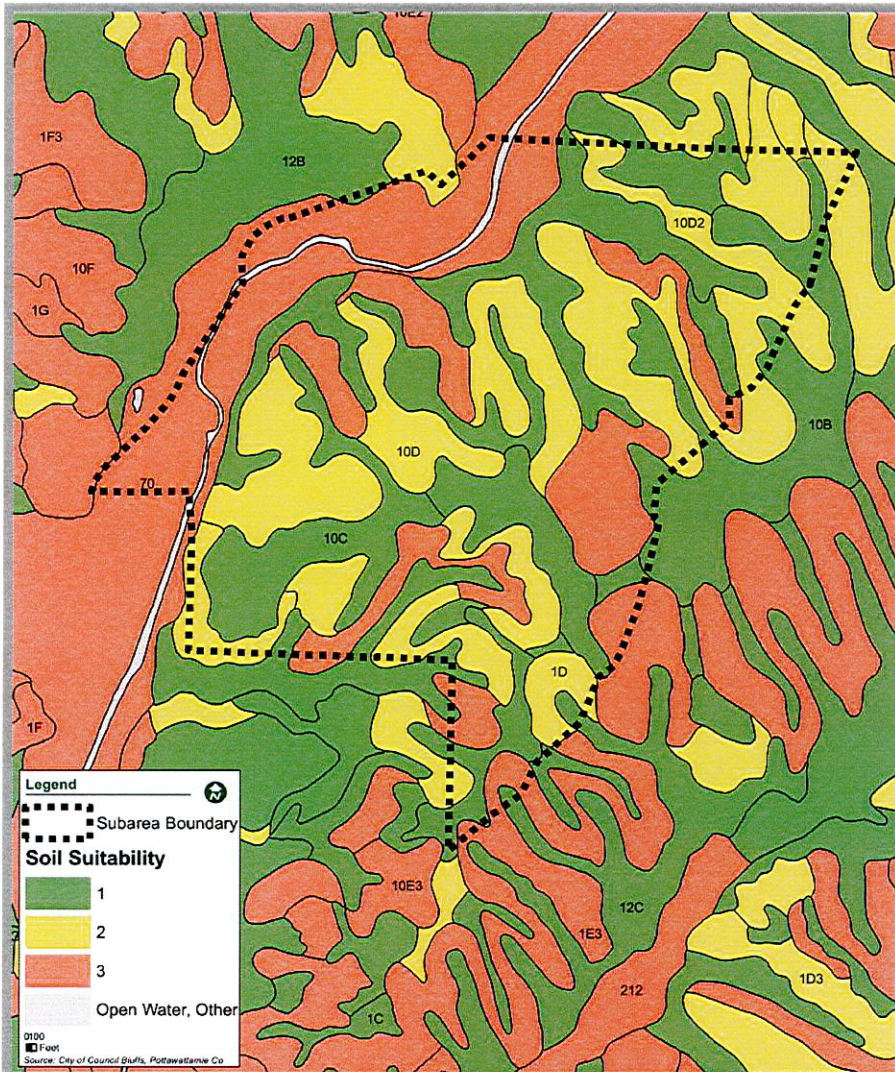 10E2
1F3
12B
10D2
10F
1G
10B
10D
70
10C
1D
1F
10E3
12C
1E3
212
1D3
1C
Legend
N
Subarea Boundary
Soil Suitability
1
2
3
Open Water, Other
0100
Feet
Source: City of Council Bluffs, Pottawattamie Co